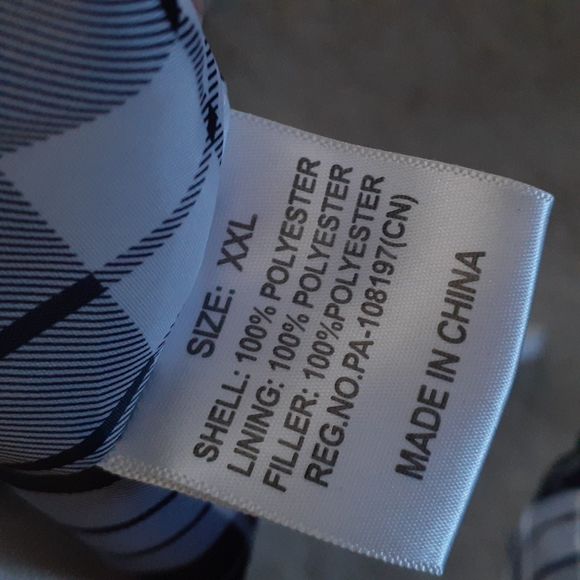 SIZE: XXL
SHELL: 100% POLYESTER
LINING: 100% POLYESTER
FILLER: 100%POLYESTER
REG.NO.PA-108197(CN)
MADE IN CHINA